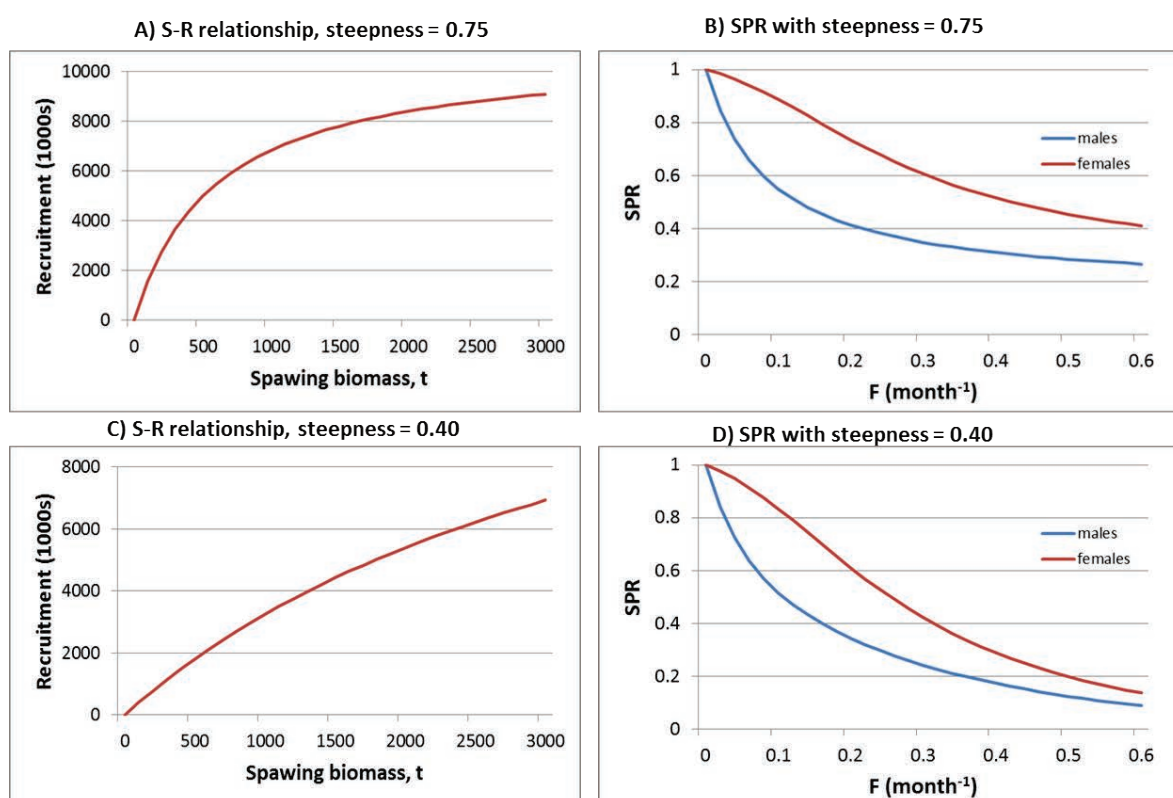 A) S-R relationship, steepness = 0.75
10000
8000
6000
4000
2000
0
Recruitment (1000s)
0 500 1000 1500 2000 2500 3000
Spawing biomass, t
B) SPR with steepness = 0.75
1
0.8
0.6
0.4
0.2
0
SPR
males
females
0 0.1 0.2 0.3 0.4 0.5 0.6
F (month⁻¹)
C) S-R relationship, steepness = 0.40
8000
6000
4000
2000
0
Recruitment (1000s)
0 500 1000 1500 2000 2500 3000
Spawing biomass, t
D) SPR with steepness = 0.40
1
0.8
0.6
0.4
0.2
0
SPR
males
females
0 0.1 0.2 0.3 0.4 0.5 0.6
F (month⁻¹)